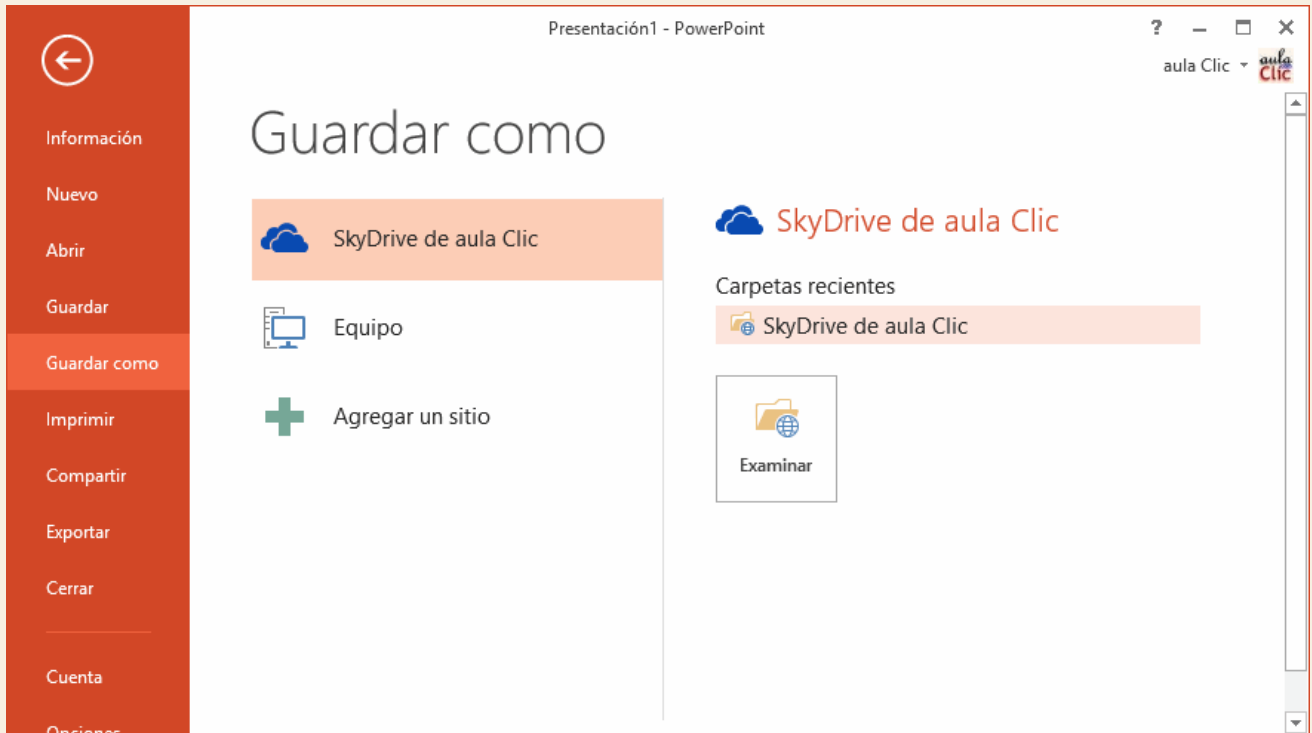 Presentación1 - PowerPoint
?
aula Clic
aula Clic
Información
Nuevo
Abrir
Guardar
Guardar como
Imprimir
Compartir
Exportar
Cerrar
Cuenta
Opciones
Guardar como
SkyDrive de aula Clic
Equipo
Agregar un sitio
SkyDrive de aula Clic
Carpetas recientes
SkyDrive de aula Clic
Examinar